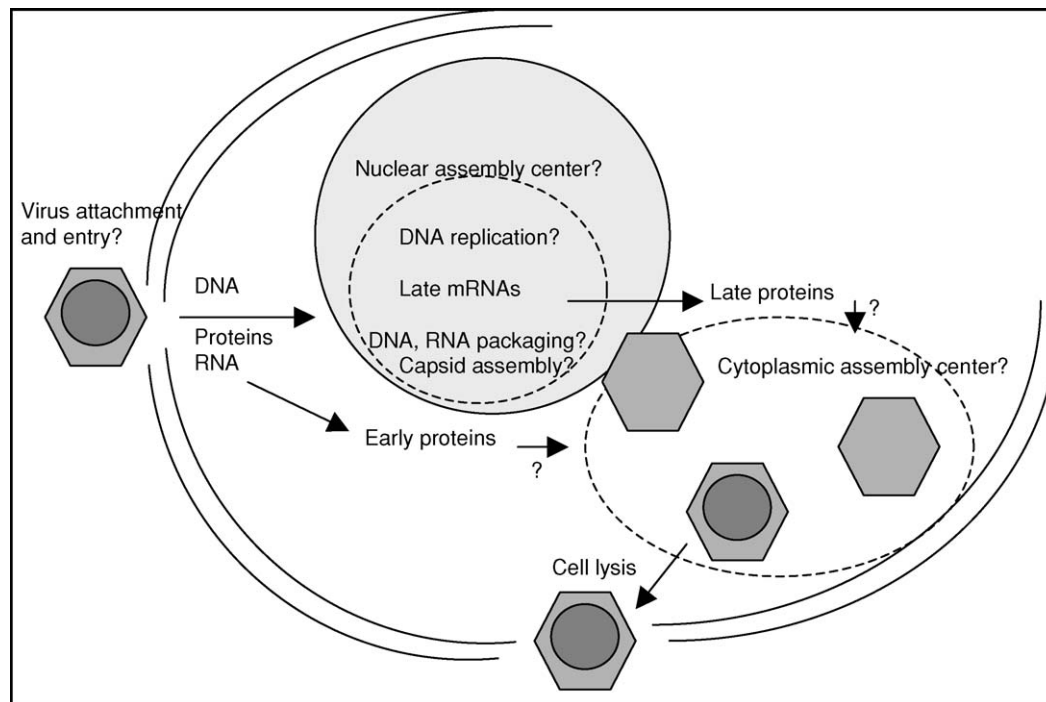 Nuclear assembly center?
Virus attachment
and entry?
DNA replication?
DNA
Late mRNAs
Late proteins
?
Proteins
RNA
DNA, RNA packaging?
Capsid assembly?
Cytoplasmic assembly center?
Early proteins
?
Cell lysis